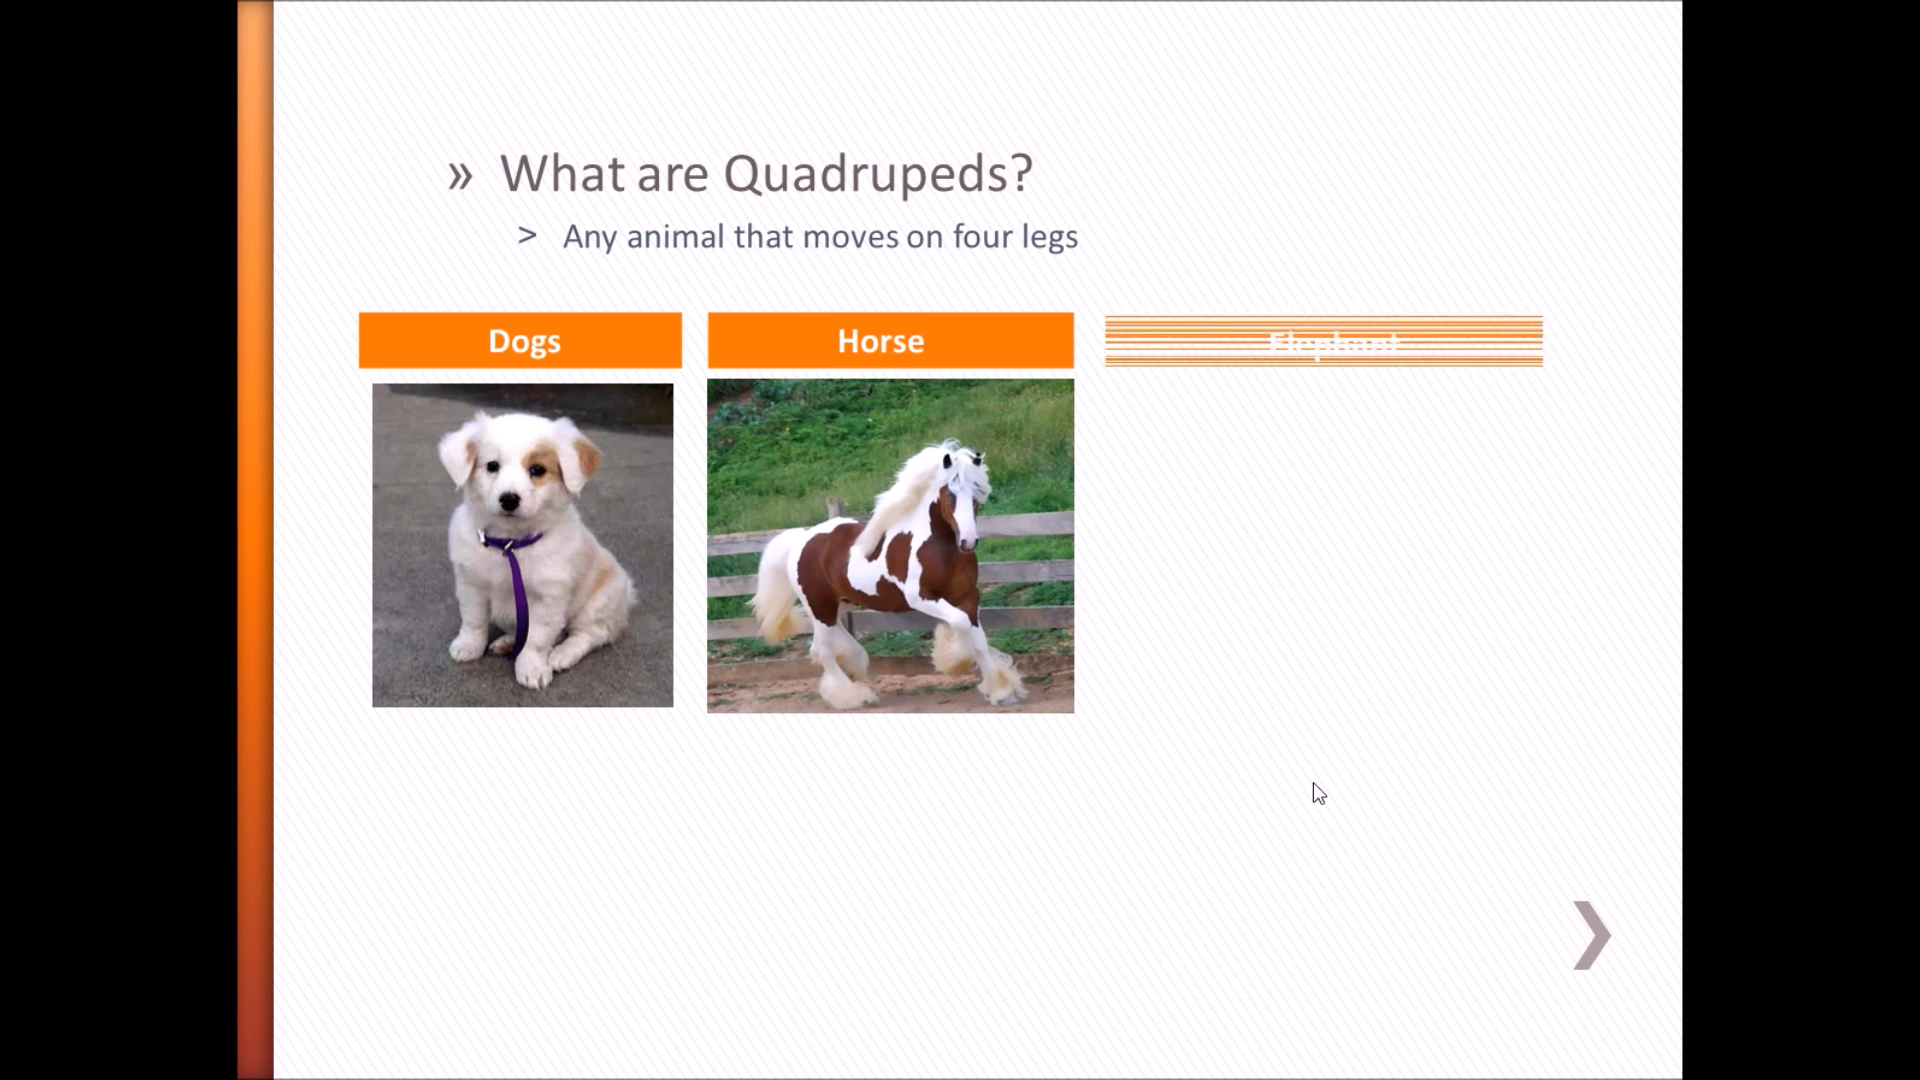 » What are Quadrupeds?
> Any animal that moves on four legs
Dogs
Horse
Elephant